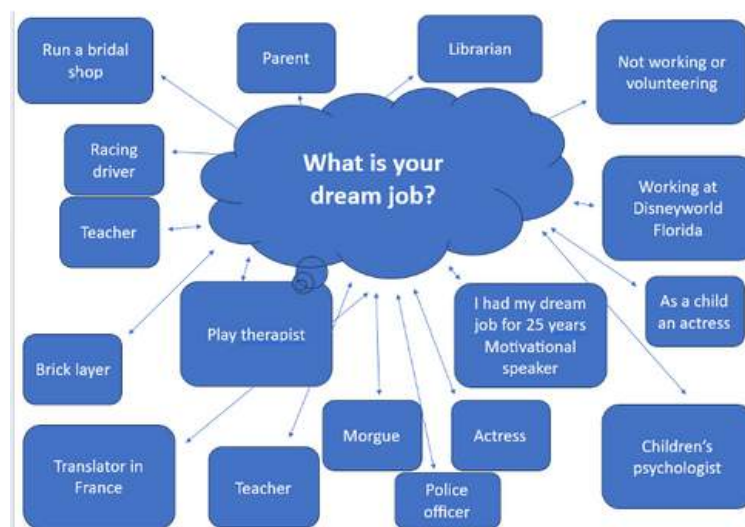 Run a bridal
shop
Parent
Librarian
Not working or
volunteering
Racing
driver
What is your
dream job?
Teacher
Working at
Disneyworld
Florida
Play therapist
I had my dream
job for 25 years
Motivational
speaker
As a child
an actress
Brick layer
Translator in
France
Teacher
Morgue
Actress
Police
officer
Children's
psychologist